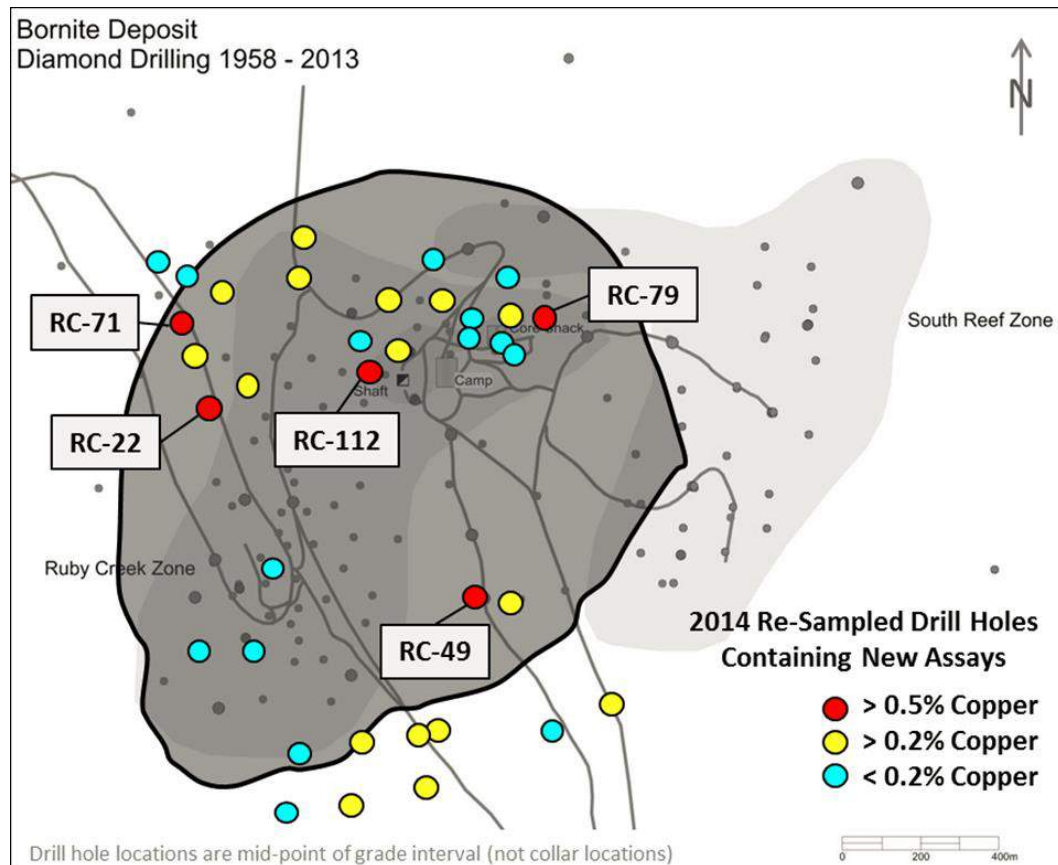 Bornite Deposit
Diamond Drilling 1958 - 2013
N
RC-71
RC-79
South Reef Zone
Core Shack
Camp
Shaft
RC-22
RC-112
Ruby Creek Zone
RC-49
2014 Re-Sampled Drill Holes
Containing New Assays
> 0.5% Copper
> 0.2% Copper
< 0.2% Copper
Drill hole locations are mid-point of grade interval (not collar locations)
0 200 400m